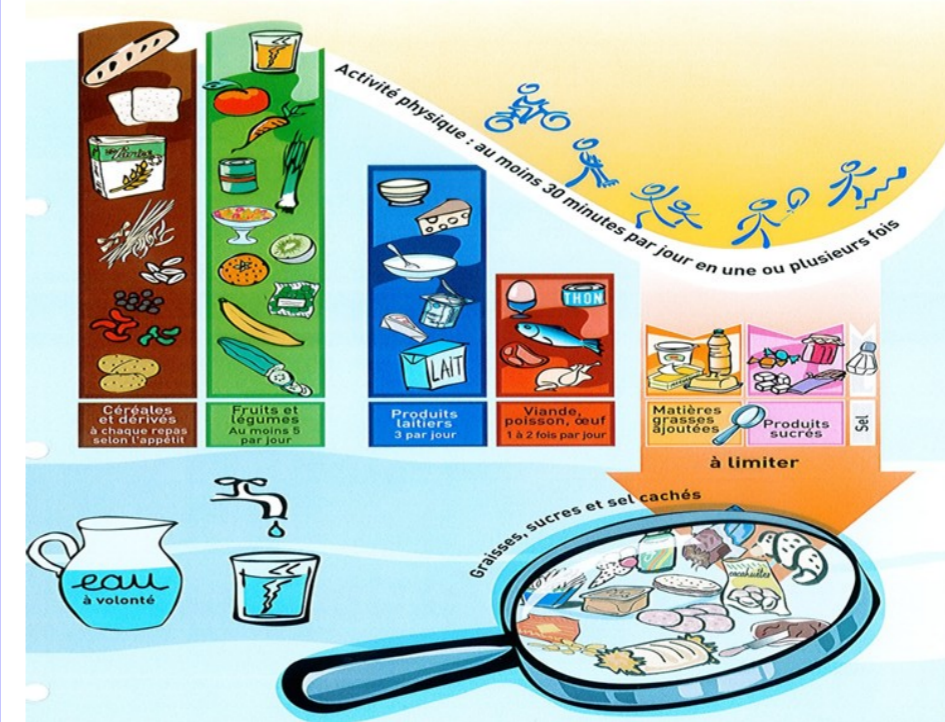 Activité physique : au moins 30 minutes par jour en une ou plusieurs fois
THON
LAIT
Céréales
et dérivés
à chaque repas
selon l'appétit
Fruits et
légumes
Au moins 5
par jour
Produits
laitiers
3 par jour
Viande,
poisson, œuf
1 à 2 fois par jour
Matières
grasses
ajoutées
Produits
sucrés
Sel
à limiter
Graisses, sucres et sel cachés
eau
à volonté
cacahuètes